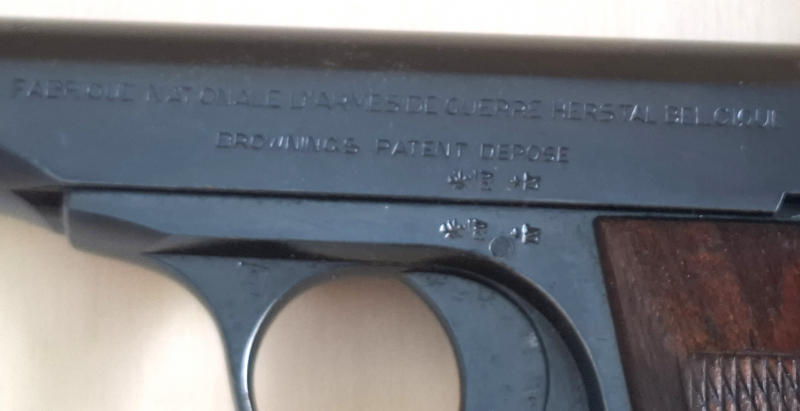 FABRIQUE NATIONALE D'ARMES DE GUERRE HERSTAL BELGIQUE
BROWNING'S PATENT DEPOSE